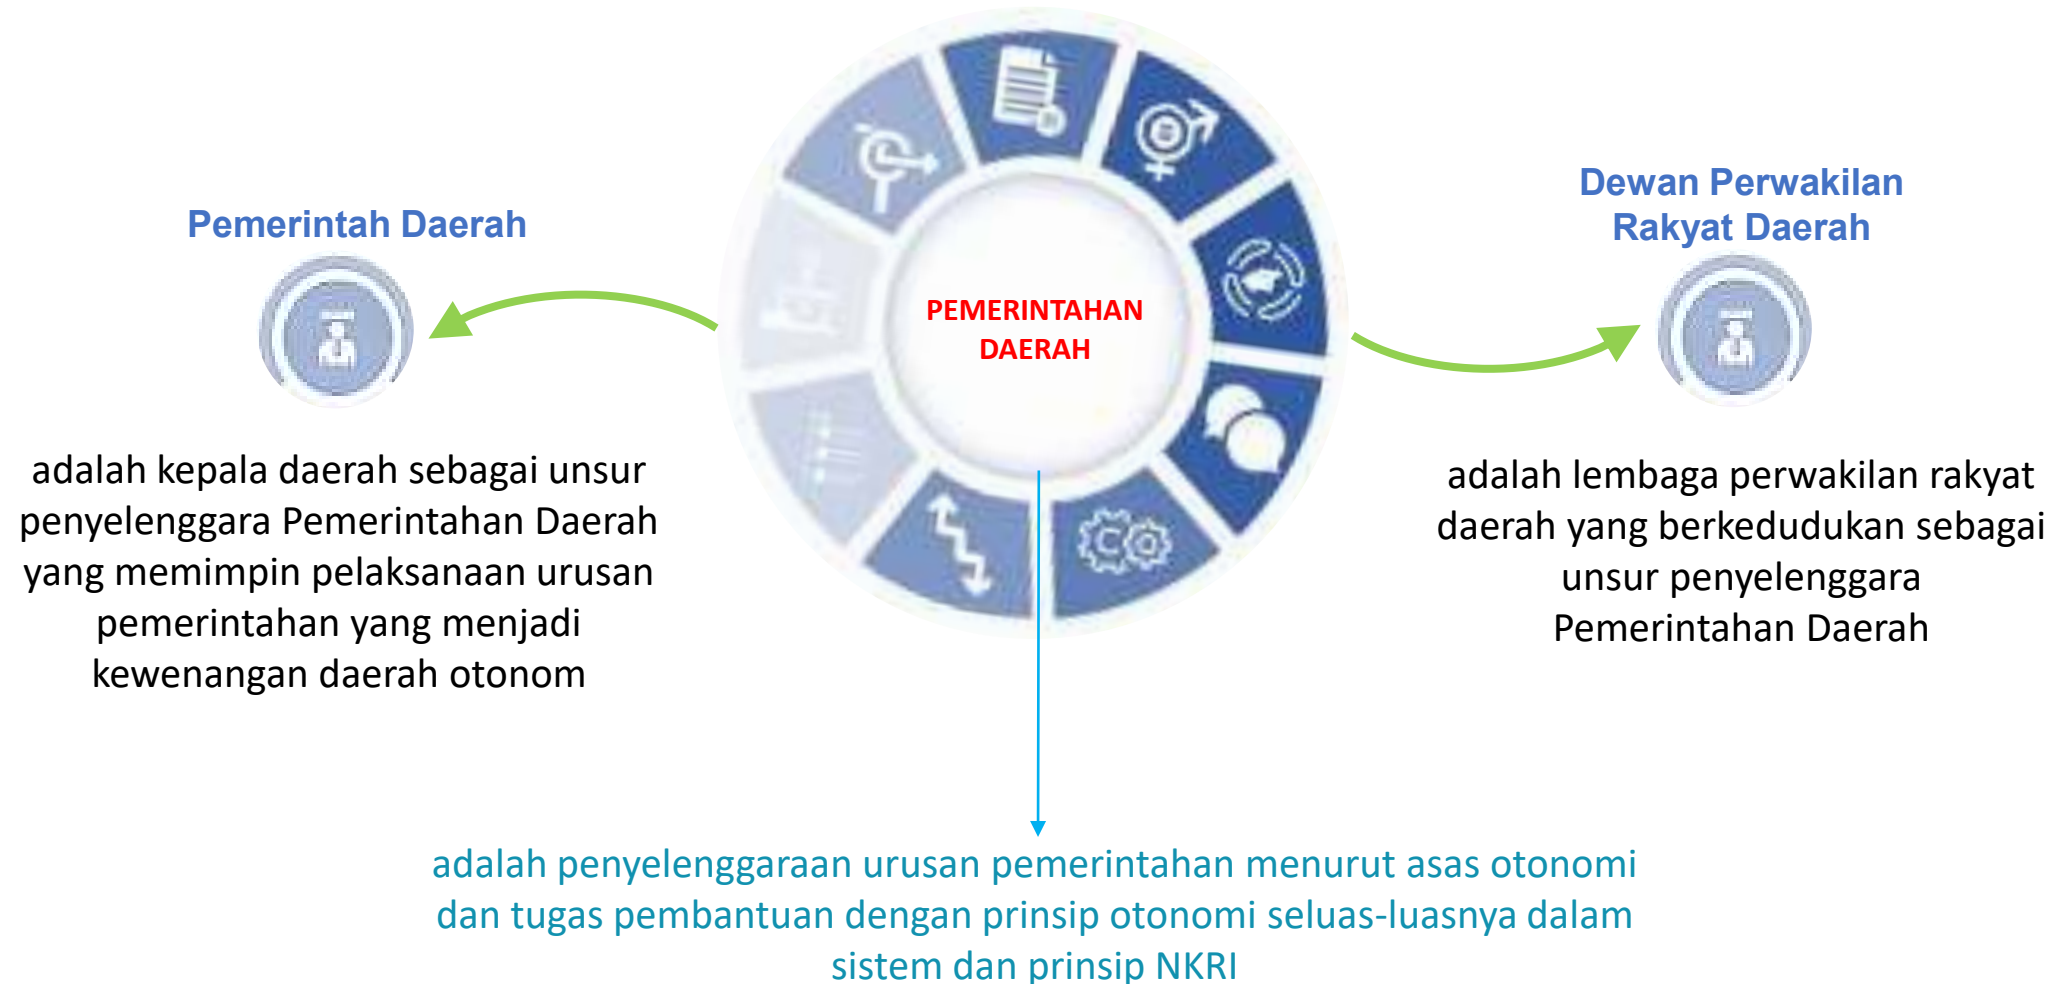 Pemerintah Daerah
adalah kepala daerah sebagai unsur
penyelenggara Pemerintahan Daerah
yang memimpin pelaksanaan urusan
pemerintahan yang menjadi
kewenangan daerah otonom
PEMERINTAHAN
DAERAH
Dewan Perwakilan
Rakyat Daerah
adalah lembaga perwakilan rakyat
daerah yang berkedudukan sebagai
unsur penyelenggara
Pemerintahan Daerah
adalah penyelenggaraan urusan pemerintahan menurut asas otonomi
dan tugas pembantuan dengan prinsip otonomi seluas-luasnya dalam
sistem dan prinsip NKRI